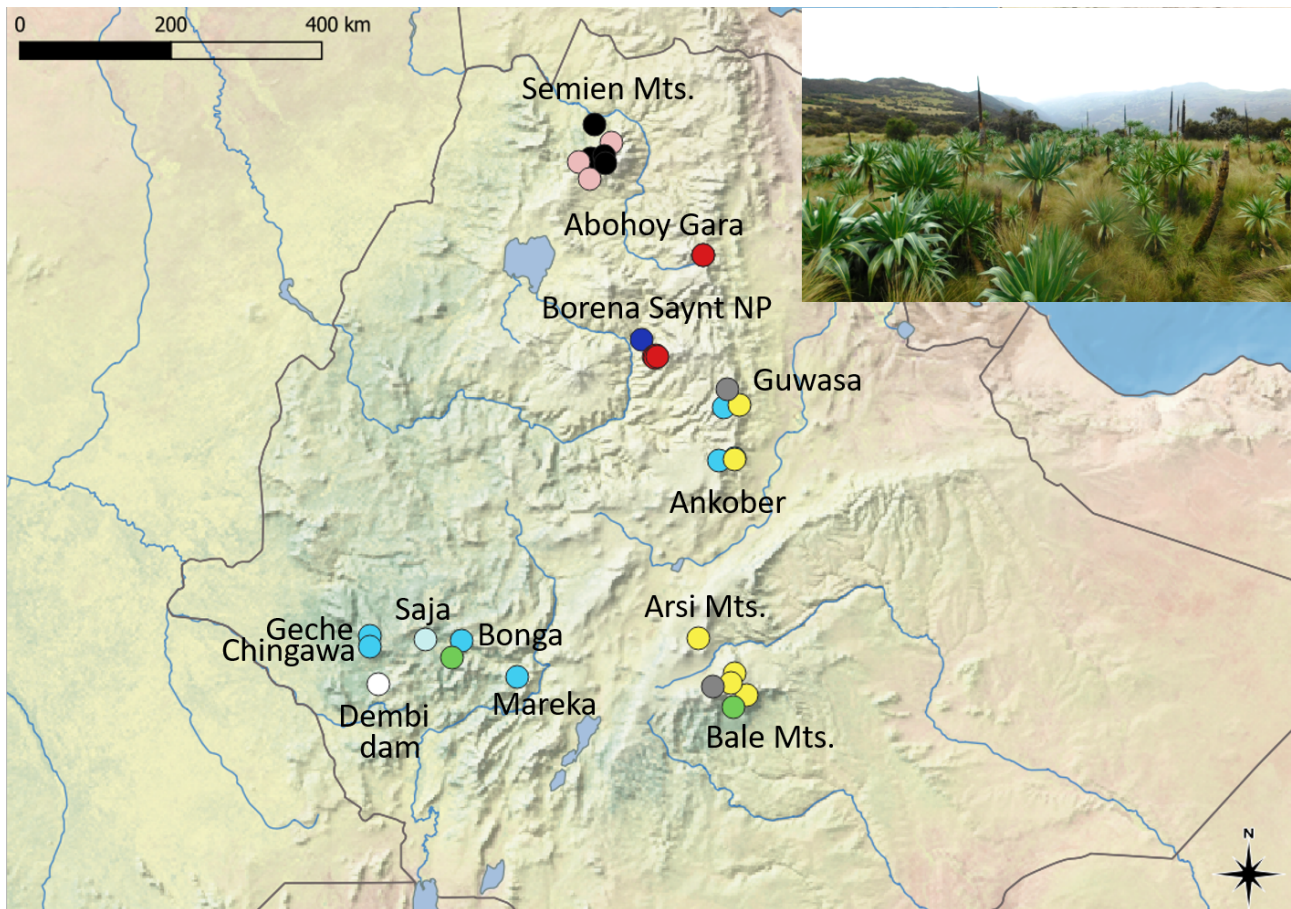 0 200 400 km
Semien Mts.
Abohoy Gara
Borena Saynt NP
Guwasa
Ankober
Arsi Mts.
Saja
Geche
Bonga
Chingawa
Mareka
Dembi
dam
Bale Mts.
N